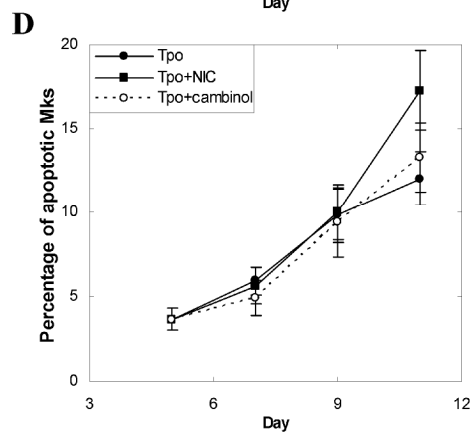 Day
D
20
15
10
5
0
Percentage of apoptotic Mks
Tpo
Tpo+NIC
Tpo+cambinol
3 6 9 12
Day